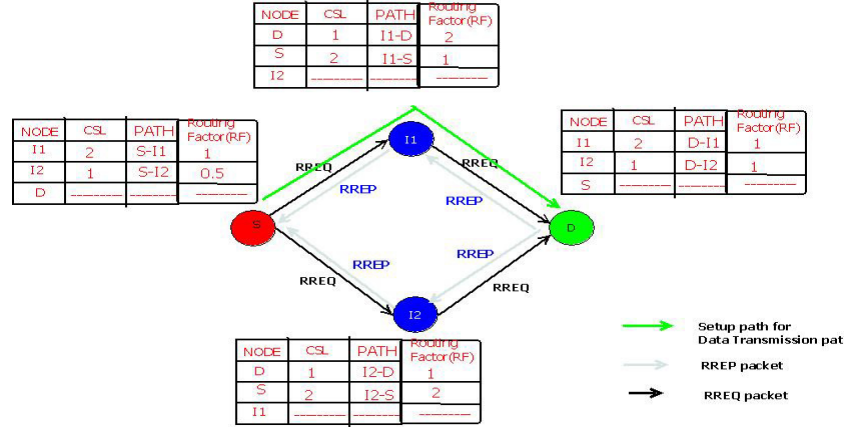 NODE CSL PATH Routing Factor(RF)
D 1 I1-D 2
S 2 I1-S 1
I2 -------- -------- --------
NODE CSL PATH Routing Factor(RF)
I1 2 S-I1 1
I2 1 S-I2 0.5
D -------- -------- --------
NODE CSL PATH Routing Factor(RF)
I1 2 D-I1 1
I2 1 D-I2 1
S -------- -------- --------
I1
RREQ
RREQ
RREP
RREP
S
D
RREP
RREP
RREQ
RREQ
I2
NODE CSL PATH Routing Factor(RF)
D 1 I2-D 1
S 2 I2-S 2
I1 -------- -------- --------
Setup path for
Data Transmission pat
RREP packet
RREQ packet